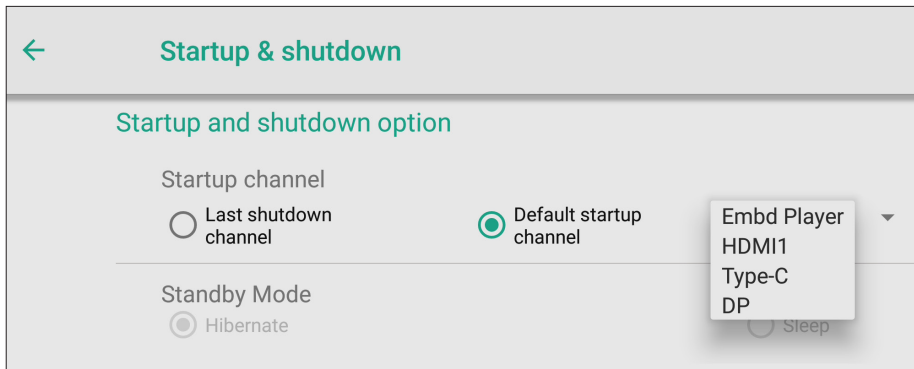 Startup & shutdown
Startup and shutdown option
Startup channel
Last shutdown
channel
Default startup
channel
Embd Player
HDMI1
Type-C
DP
Standby Mode
Hibernate
Sleep